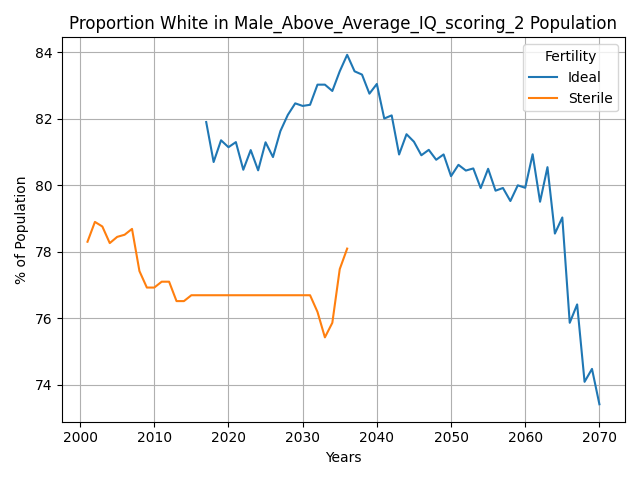 Proportion White in Male_Above_Average_IQ_scoring_2 Population
Fertility
Ideal
Sterile
84
82
80
78
76
74
% of Population
2000 2010 2020 2030 2040 2050 2060 2070
Years